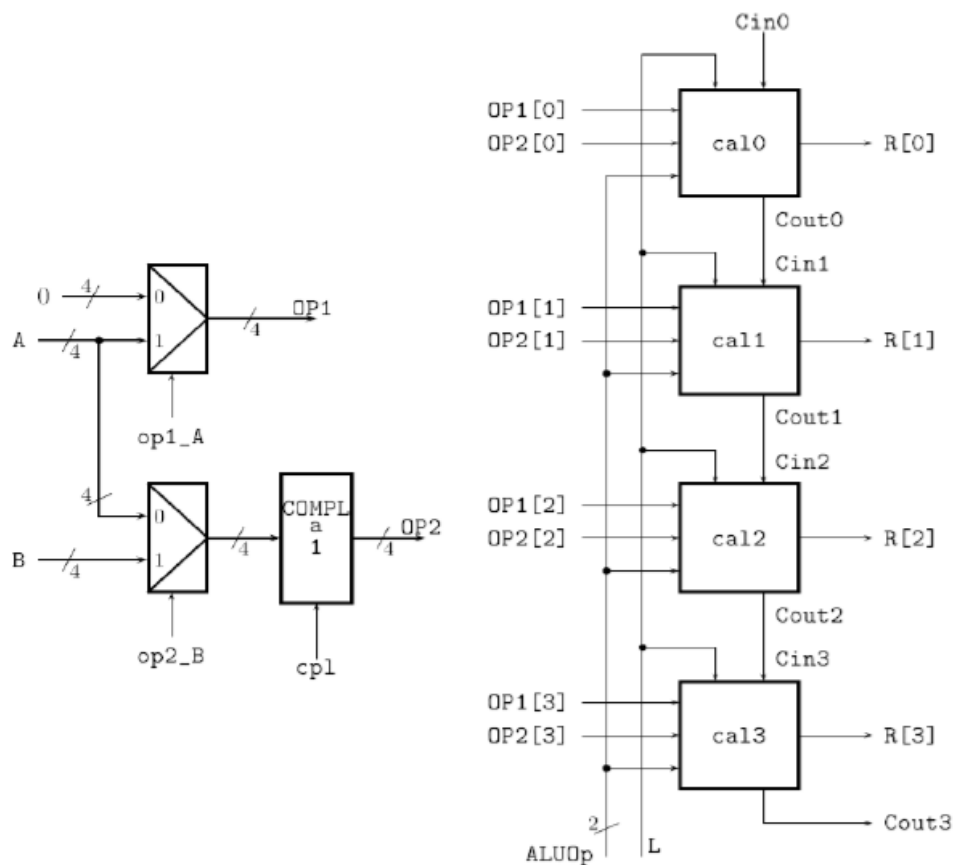 Cin0
OP1[0]
OP2[0]
cal0
R[0]
Cout0
Cin1
OP1[1]
OP2[1]
cal1
R[1]
Cout1
Cin2
OP1[2]
OP2[2]
cal2
R[2]
Cout2
Cin3
OP1[3]
OP2[3]
cal3
R[3]
Cout3
2
ALUOp
L
0
4
0
4
OP1
A
4
1
op1_A
4
0
COMPL
a
1
4
4
OP2
B
4
1
op2_B
cpl